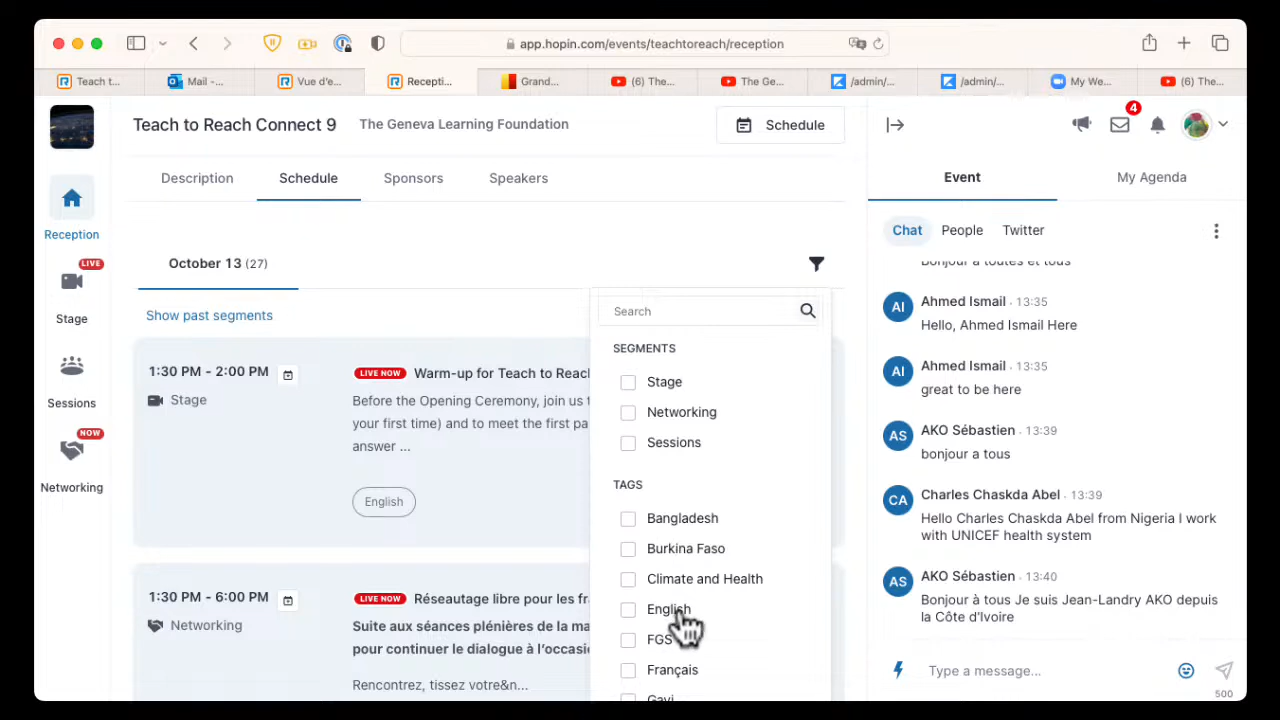 app.hopin.com/events/teachtoreach/reception
Teach t...
Mail -...
Vue d'e...
Recepti...
Grand...
(6) The...
The Ge...
/admin/...
/admin/...
My We...
(6) The...
Teach to Reach Connect 9
The Geneva Learning Foundation
Schedule
4
Reception
LIVE
Stage
Sessions
NOW
Networking
Description
Schedule
Sponsors
Speakers
October 13 (27)
Show past segments
1:30 PM - 2:00 PM
Stage
LIVE NOW
Warm-up for Teach to Reach
Before the Opening Ceremony, join us t
your first time) and to meet the first pa
answer ...
English
1:30 PM - 6:00 PM
Networking
LIVE NOW
Réseautage libre pour les fra
Suite aux séances plénières de la ma
pour continuer le dialogue à l'occasio
Rencontrez, tissez votre&n...
Search
SEGMENTS
Stage
Networking
Sessions
TAGS
Bangladesh
Burkina Faso
Climate and Health
English
FGS
Français
Gavi
Event
My Agenda
Chat
People
Twitter
Bonjour à toutes et tous
AI
Ahmed Ismail · 13:35
Hello, Ahmed Ismail Here
AI
Ahmed Ismail · 13:35
great to be here
AS
AKO Sébastien · 13:39
bonjour a tous
CA
Charles Chaskda Abel · 13:39
Hello Charles Chaskda Abel from Nigeria I work
with UNICEF health system
AS
AKO Sébastien · 13:40
Bonjour à tous Je suis Jean-Landry AKO depuis
la Côte d'Ivoire
Type a message...
500